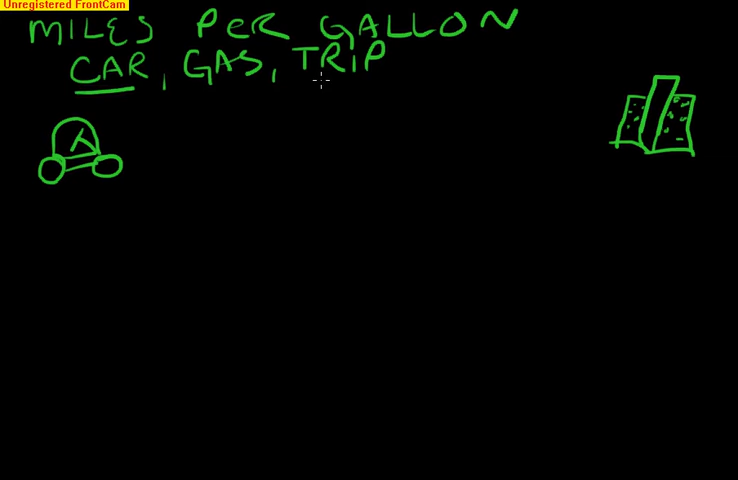 Unregistered FrontCam
MILES PER GALLON
CAR, GAS, TRIP